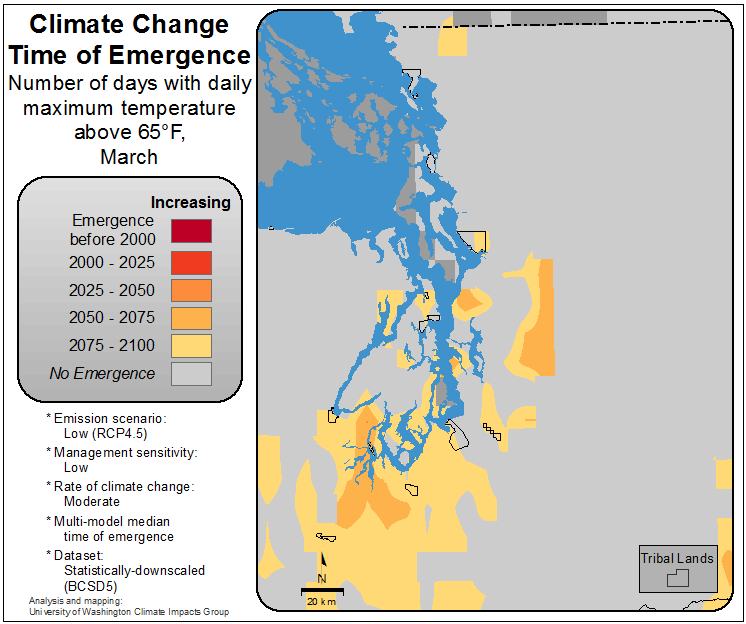 Climate Change
Time of Emergence
Number of days with daily
maximum temperature
above 65°F,
March
Increasing
Emergence
before 2000
2000 - 2025
2025 - 2050
2050 - 2075
2075 - 2100
No Emergence
* Emission scenario:
Low (RCP4.5)
* Management sensitivity:
Low
* Rate of climate change:
Moderate
* Multi-model median
time of emergence
* Dataset:
Statistically-downscaled
(BCSD5)
Analysis and mapping:
University of Washington Climate Impacts Group
N
20 km
Tribal Lands